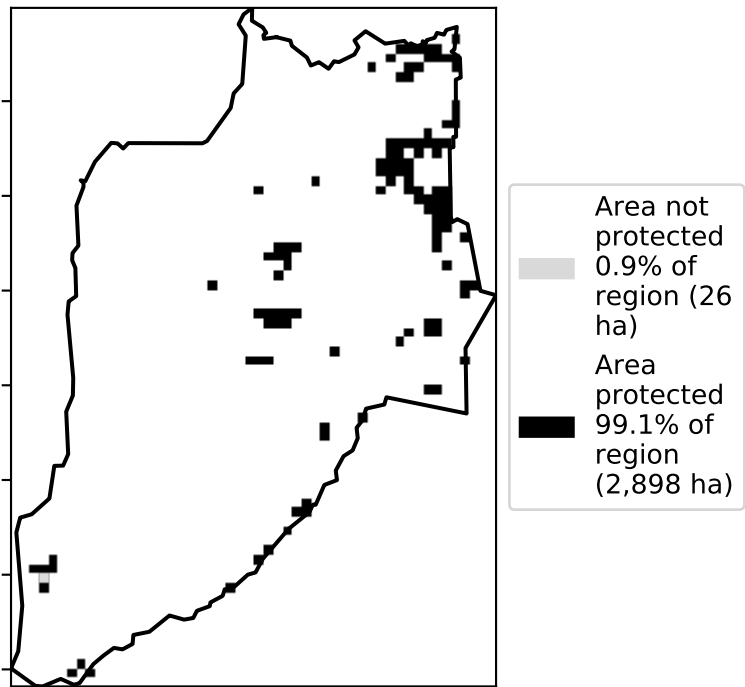 Area not
protected
0.9% of
region (26
ha)
Area
protected
99.1% of
region
(2,898 ha)